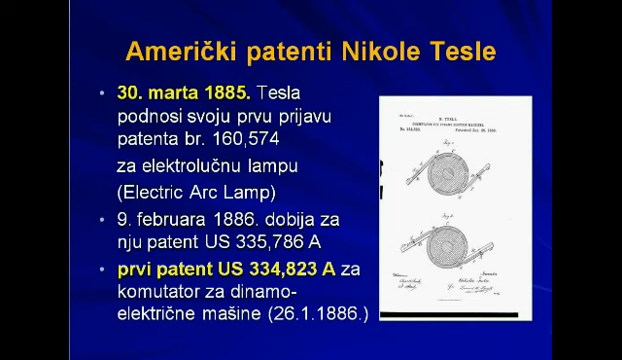 Američki patenti Nikole Tesle
• 30. marta 1885. Tesla
podnosi svoju prvu prijavu
patenta br. 160,574
za elektrolučnu lampu
(Electric Arc Lamp)
• 9. februara 1886. dobija za
nju patent US 335,786 A
• prvi patent US 334,823 A za
komutator za dinamo-
električne mašine (26.1.1886.)
N. TESLA.